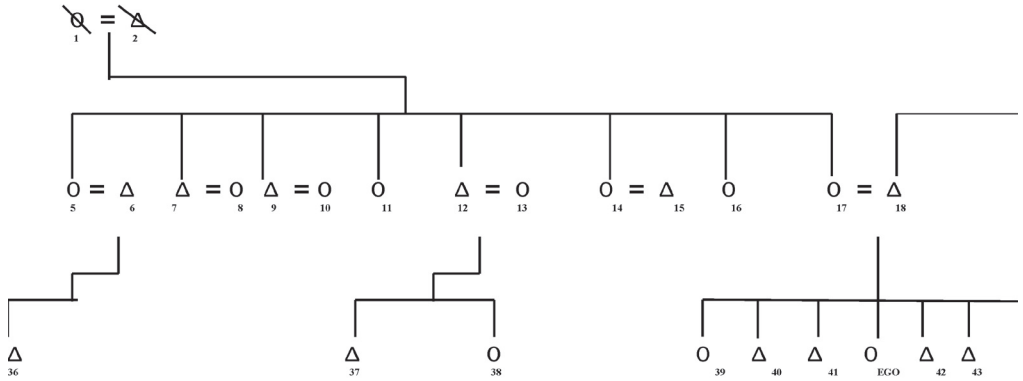 O = Δ
1 2
O = Δ Δ = O Δ = O O Δ = O O = Δ O O = Δ
5 6 7 8 9 10 11 12 13 14 15 16 17 18
Δ Δ O O Δ Δ O Δ Δ
36 37 38 39 40 41 EGO 42 43